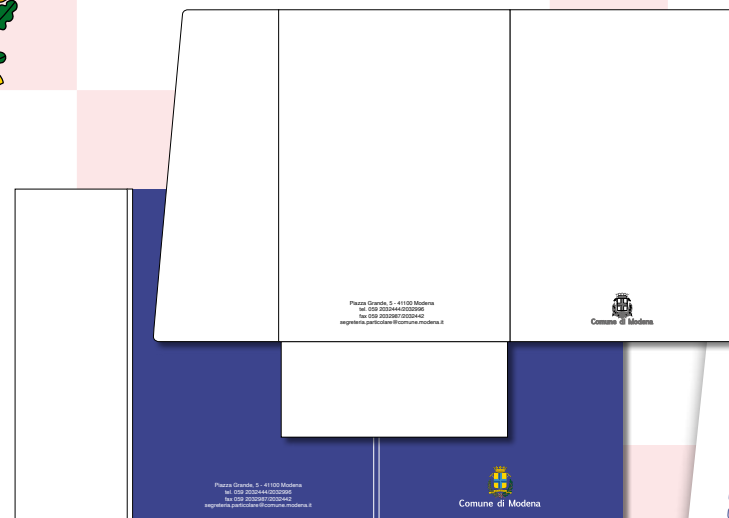 Piazza Grande, 5 - 41100 Modena
tel. 059 2032444/2032996
fax 059 2032987/2032442
segreteria.particolare@comune.modena.it
Comune di Modena
Piazza Grande, 5 - 41100 Modena
tel. 059 2032444/2032996
fax 059 2032987/2032442
segreteria.particolare@comune.modena.it
Comune di Modena